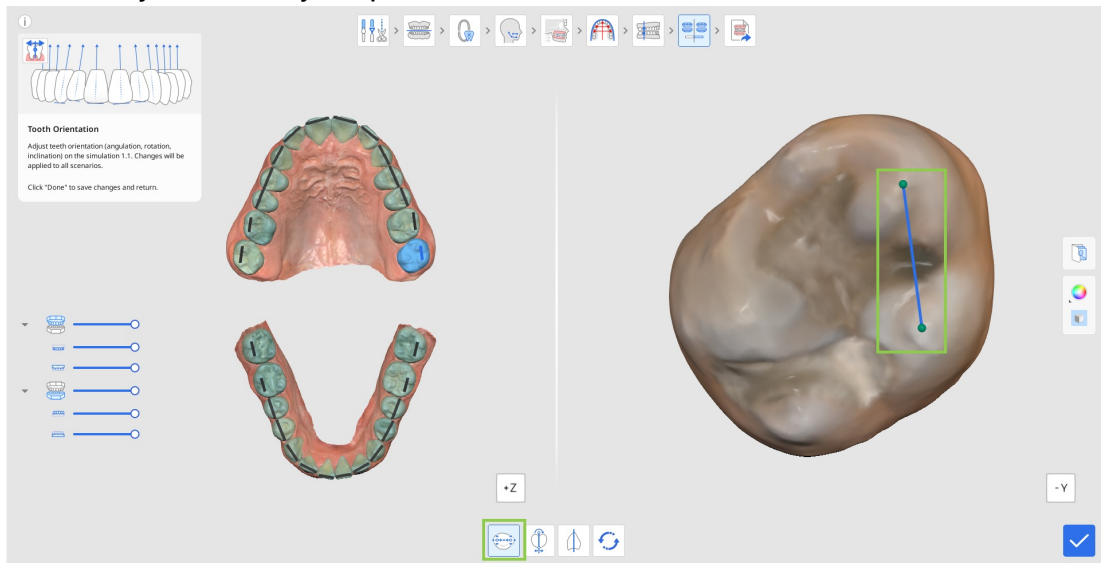 Tooth Orientation
Adjust teeth orientation (angulation, rotation,
inclination) on the simulation 1.1. Changes will be
applied to all scenarios.
Click "Done" to save changes and return.
+Z
-Y